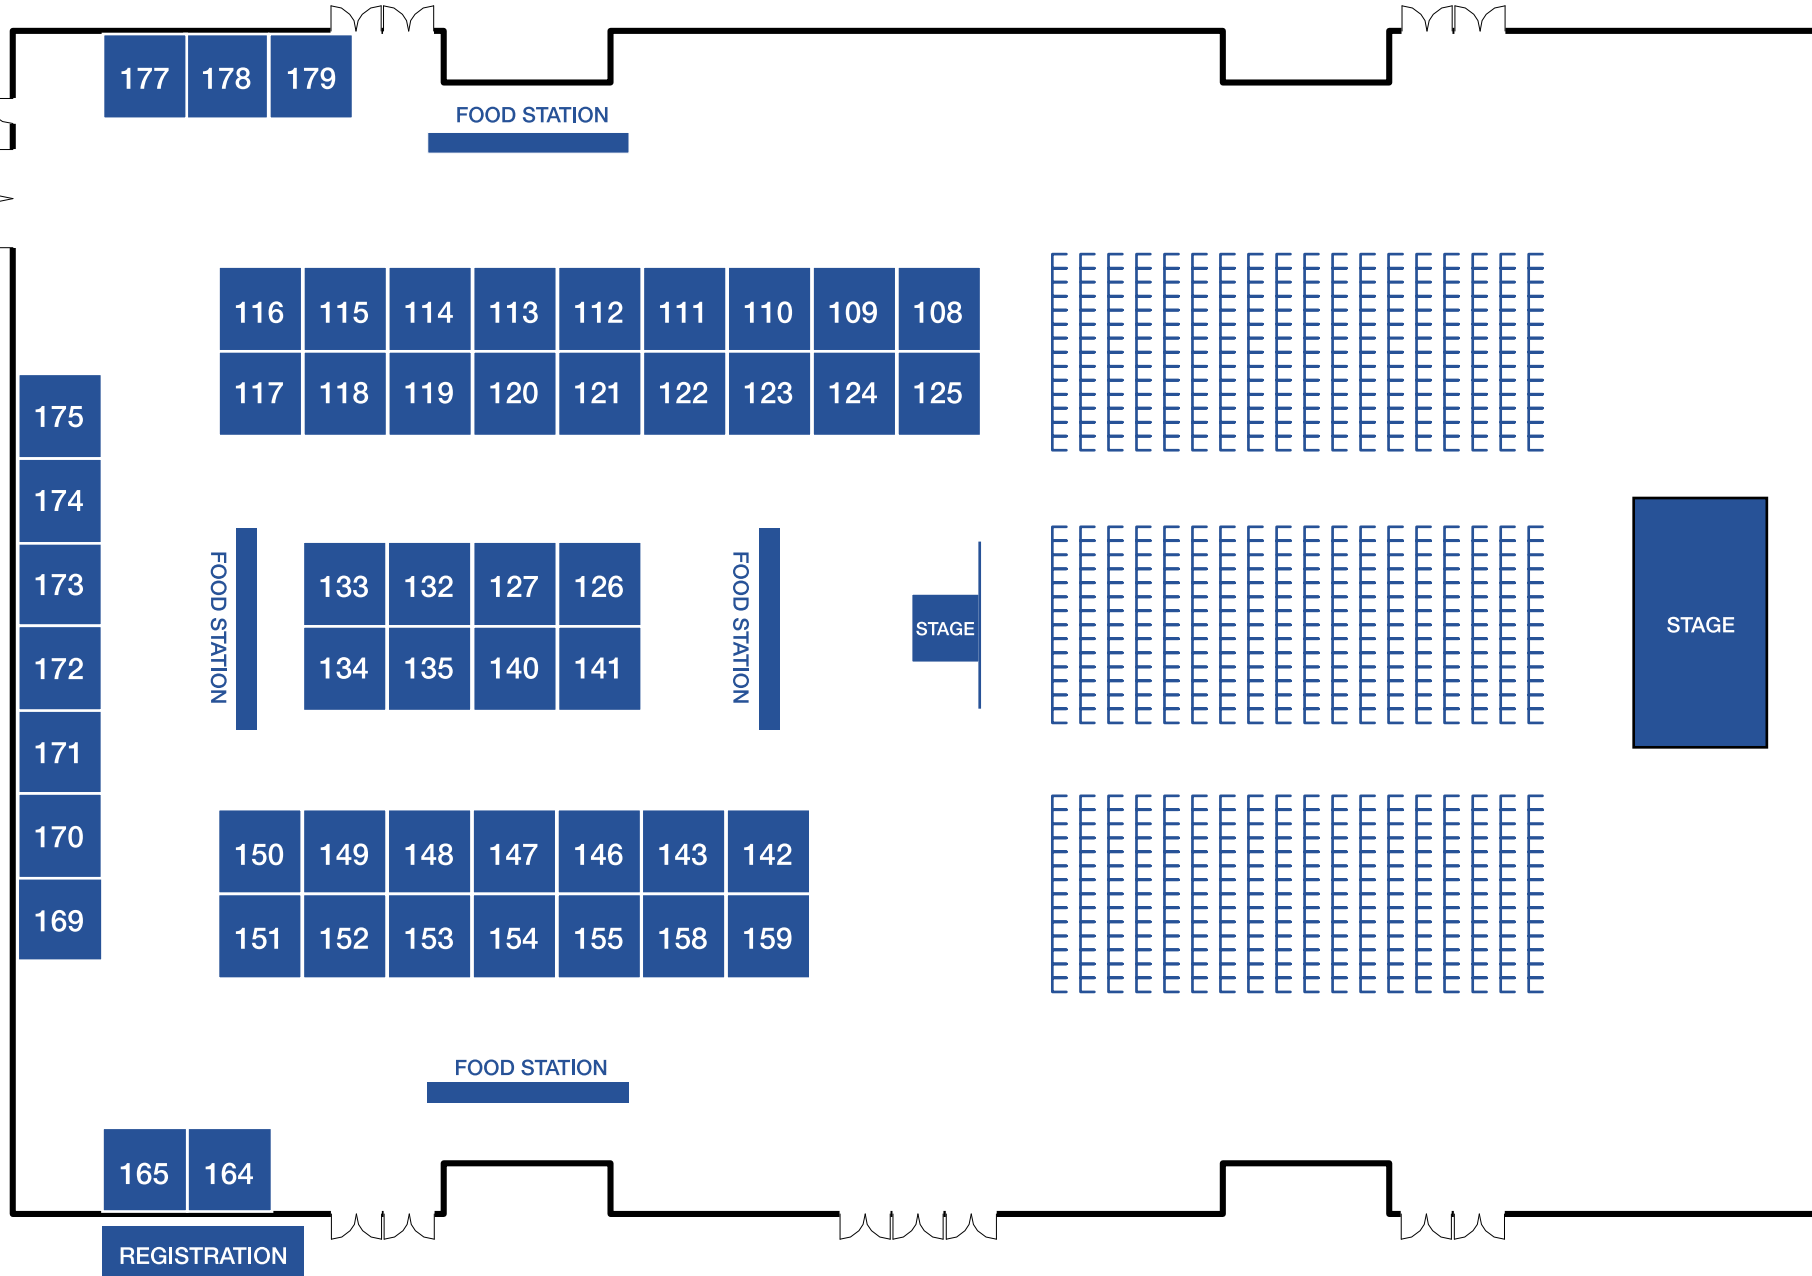 177 178 179
FOOD STATION
116 115 114 113 112 111 110 109 108
117 118 119 120 121 122 123 124 125
175
174
173
172
171
170
169
FOOD STATION
133 132 127 126
134 135 140 141
FOOD STATION
STAGE
STAGE
150 149 148 147 146 143 142
151 152 153 154 155 158 159
FOOD STATION
165 164
REGISTRATION